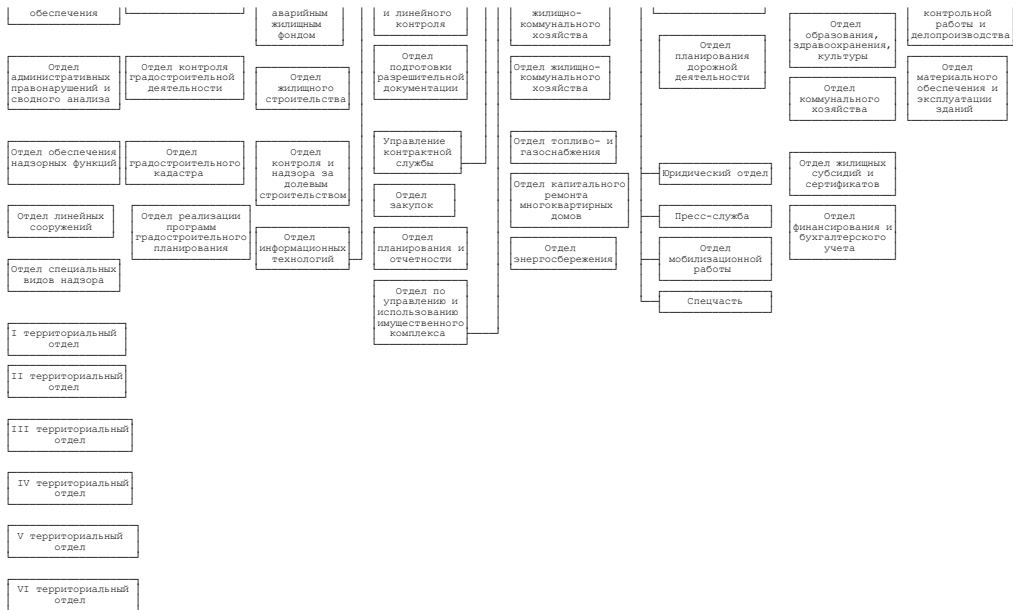 обеспечения
Отдел
административных
правонарушений и
сводного анализа
Отдел обеспечения
надзорных функций
Отдел линейных
сооружений
Отдел специальных
видов надзора
I территориальный
отдел
II территориальный
отдел
III территориальный
отдел
IV территориальный
отдел
V территориальный
отдел
VI территориальный
отдел
Отдел контроля
градостроительной
деятельности
Отдел
градостроительного
кадастра
Отдел реализации
программ
градостроительного
планирования
аварийным
жилищным
фондом
Отдел
жилищного
строительства
Отдел
контроля и
надзора за
долевым
строительством
Отдел
информационных
технологий
и линейного
контроля
Отдел
подготовки
разрешительной
документации
Управление
контрактной
службы
Отдел
закупок
Отдел
планирования и
отчетности
Отдел по
управлению и
использованию
имущественного
комплекса
жилищно-
коммунального
хозяйства
Отдел жилищно-
коммунального
хозяйства
Отдел топливо- и
газоснабжения
Отдел капитального
ремонта
многоквартирных
домов
Отдел
энергосбережения
Отдел
планирования
дорожной
деятельности
Юридический отдел
Пресс-служба
Отдел
мобилизационной
работы
Спецчасть
Отдел
образования,
здравоохранения,
культуры
Отдел
коммунального
хозяйства
Отдел жилищных
субсидий и
сертификатов
Отдел
финансирования и
бухгалтерского
учета
контрольной
работы и
делопроизводства
Отдел
материального
обеспечения и
эксплуатации
зданий